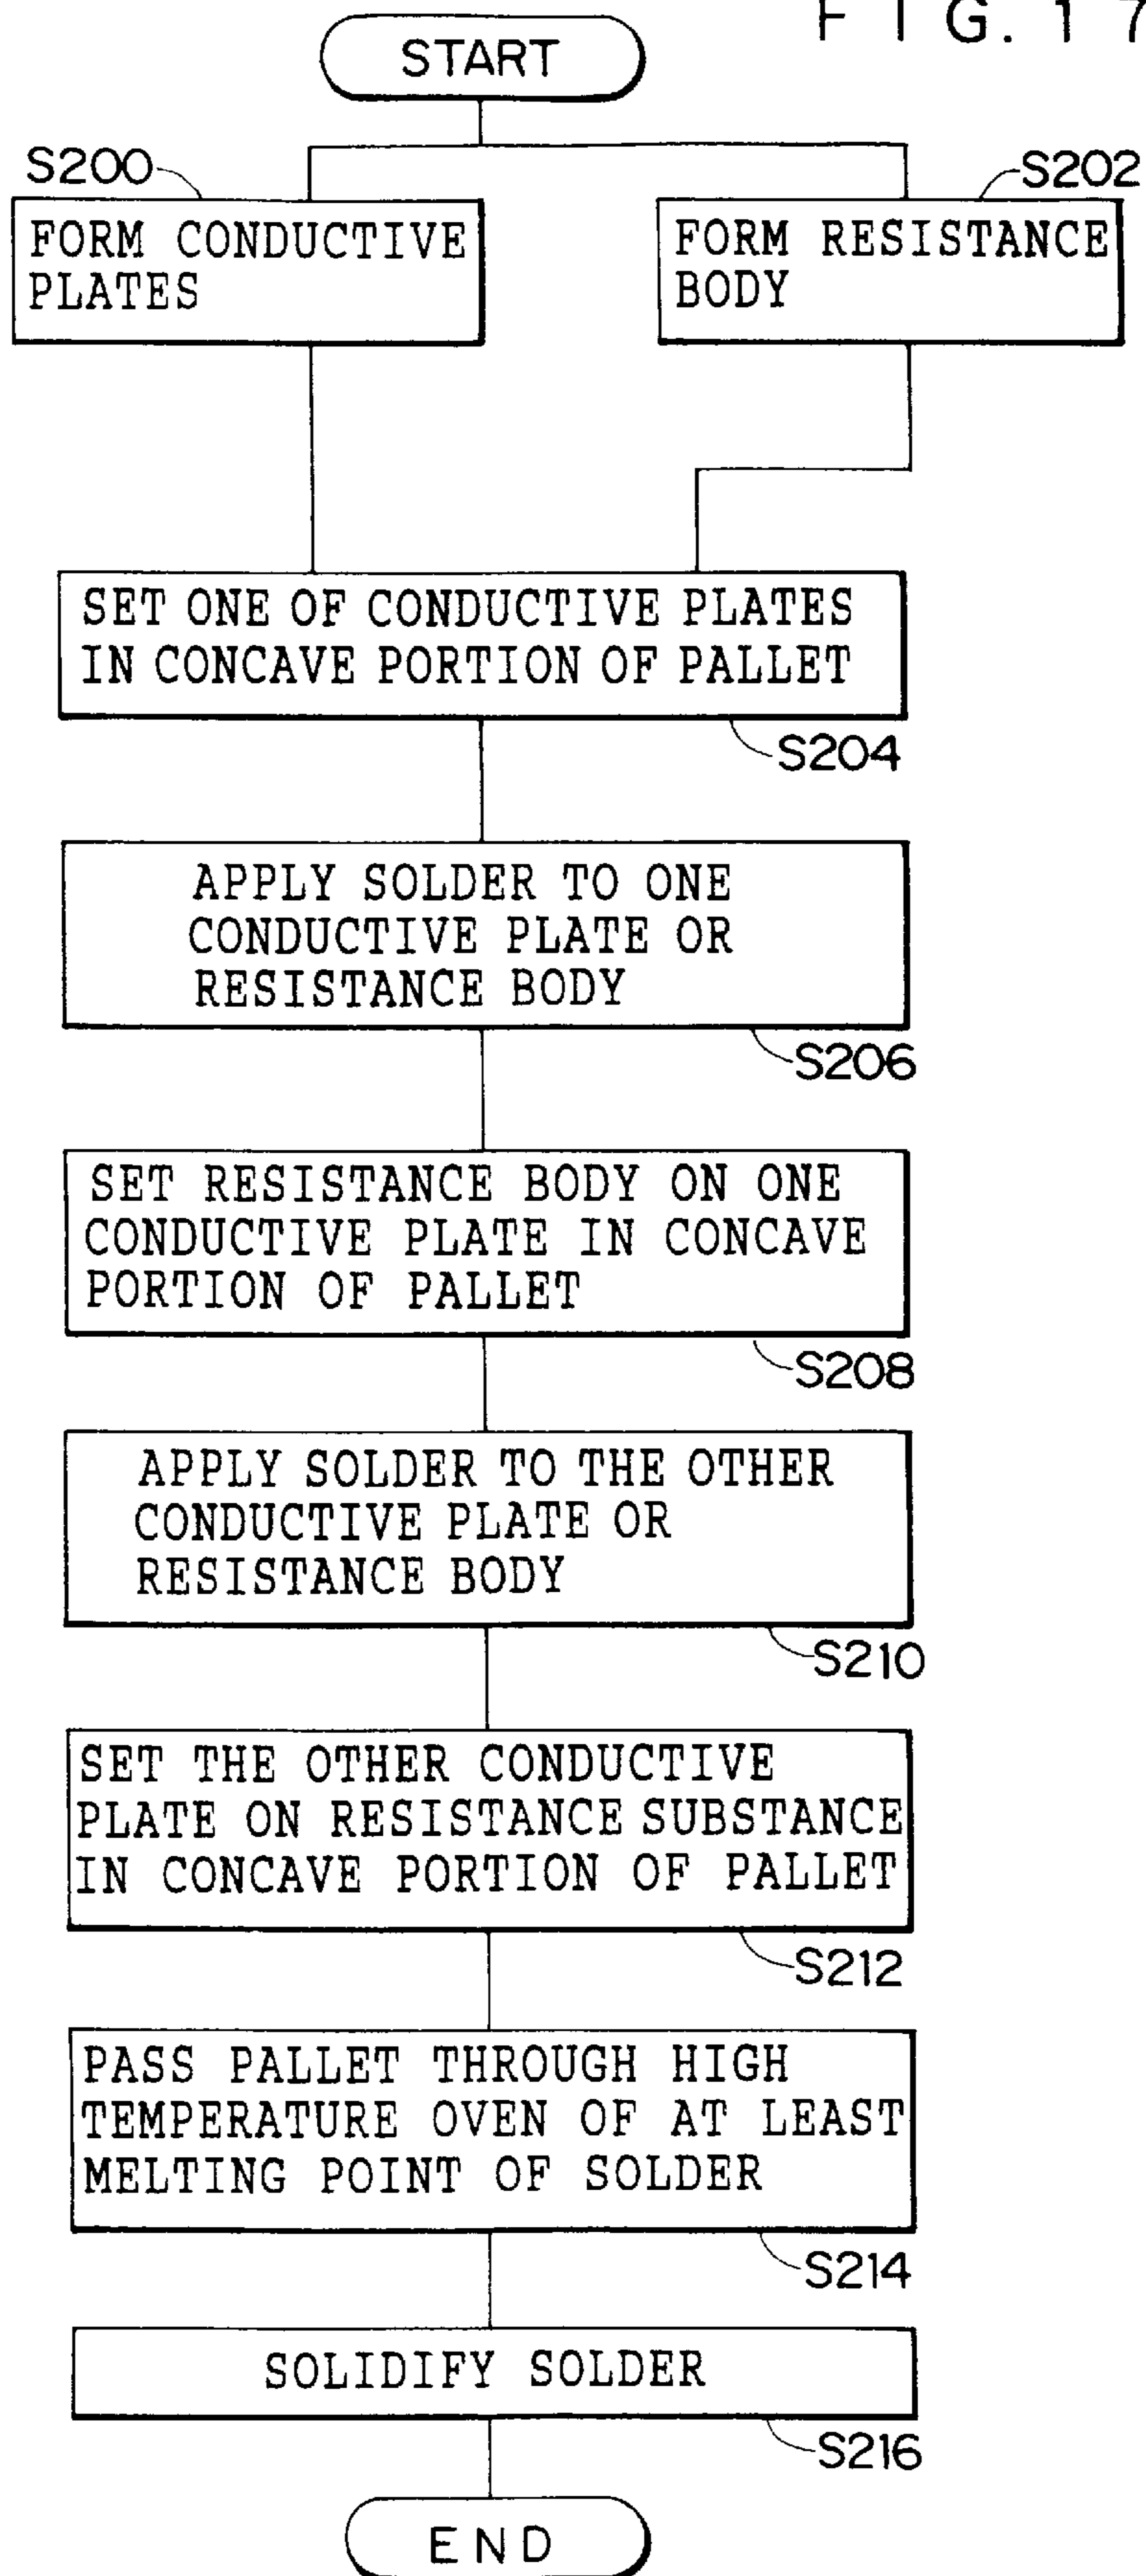 FIG. 17
START
S200
S202
FORM CONDUCTIVE
PLATES
FORM RESISTANCE
BODY
SET ONE OF CONDUCTIVE PLATES
IN CONCAVE PORTION OF PALLET
S204
APPLY SOLDER TO ONE
CONDUCTIVE PLATE OR
RESISTANCE BODY
S206
SET RESISTANCE BODY ON ONE
CONDUCTIVE PLATE IN CONCAVE
PORTION OF PALLET
S208
APPLY SOLDER TO THE OTHER
CONDUCTIVE PLATE OR
RESISTANCE BODY
S210
SET THE OTHER CONDUCTIVE
PLATE ON RESISTANCE SUBSTANCE
IN CONCAVE PORTION OF PALLET
S212
PASS PALLET THROUGH HIGH
TEMPERATURE OVEN OF AT LEAST
MELTING POINT OF SOLDER
S214
SOLIDIFY SOLDER
S216
END